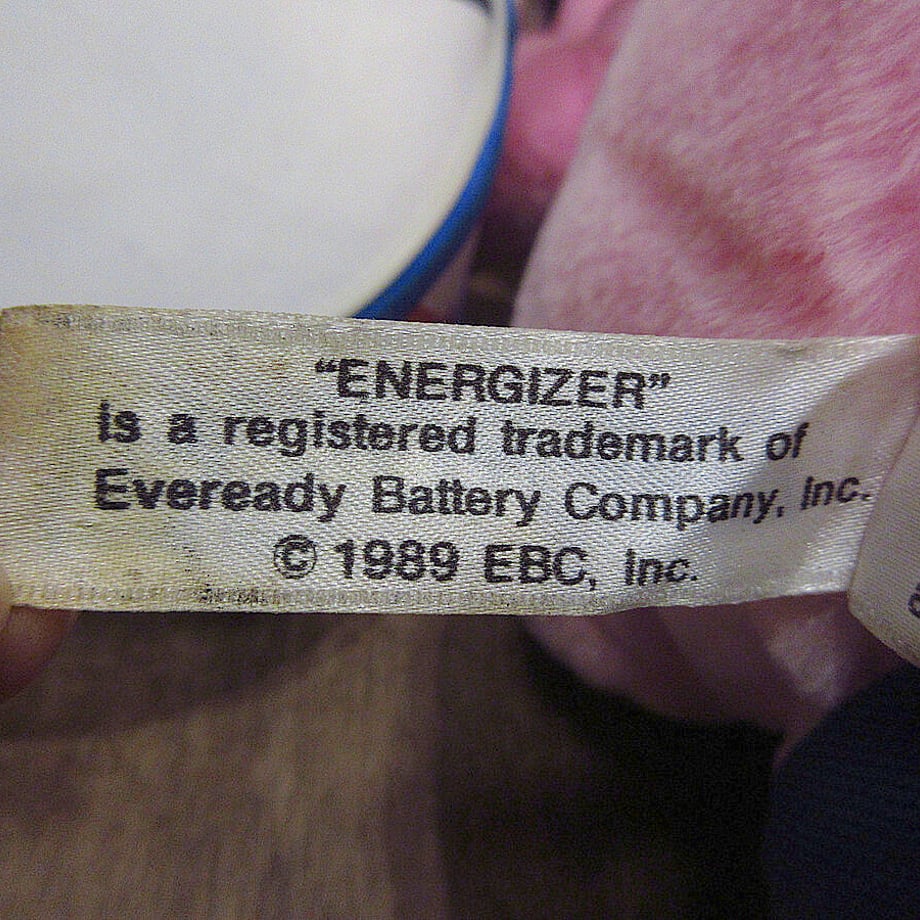 “ENERGIZER”
is a registered trademark of
Eveready Battery Company, Inc.
© 1989 EBC, Inc.